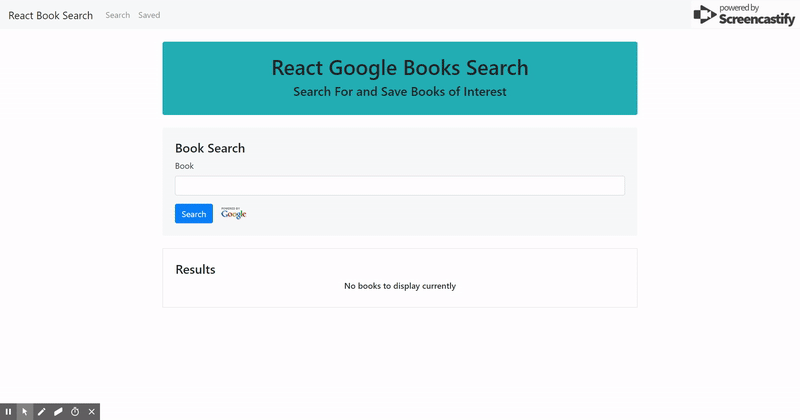 React Book Search
Search
Saved
powered by
Screencastify
React Google Books Search
Search For and Save Books of Interest
Book Search
Book
Search
POWERED BY
Google
Results
No books to display currently